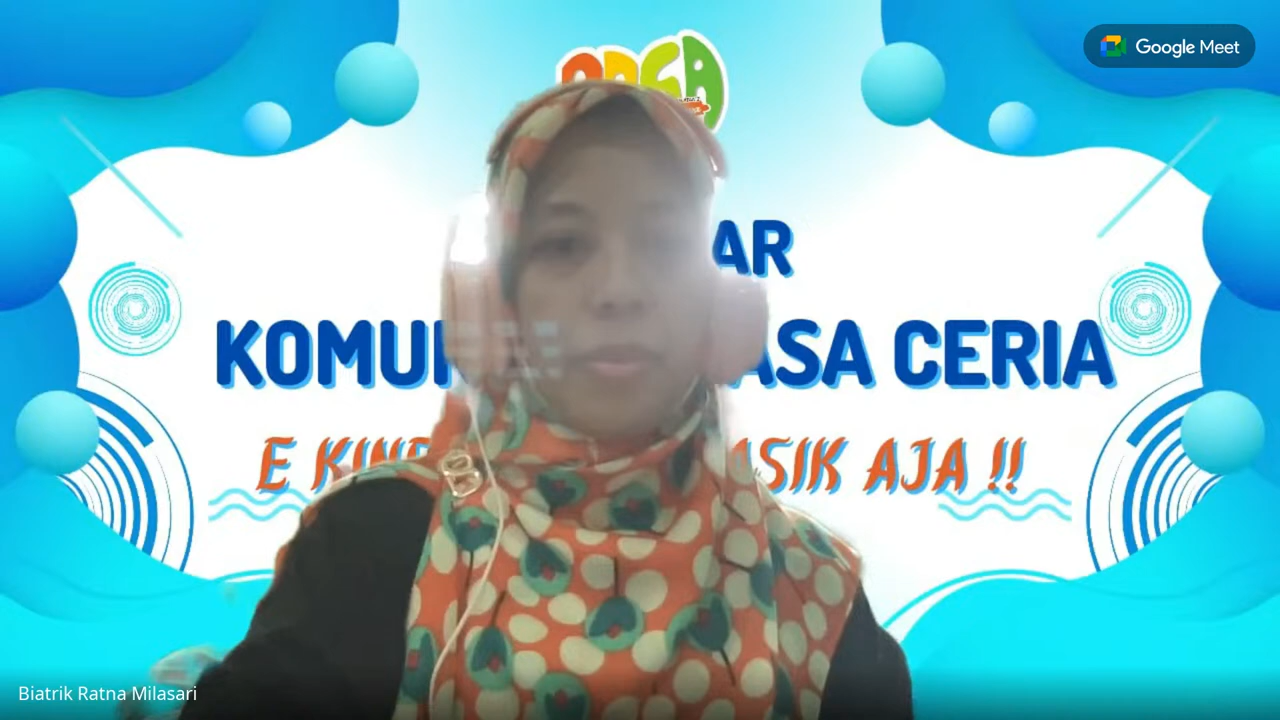 Google Meet
AR
KOMU ASA CERIA
E KIN ASIK AJA !!
Biatrik Ratna Milasari